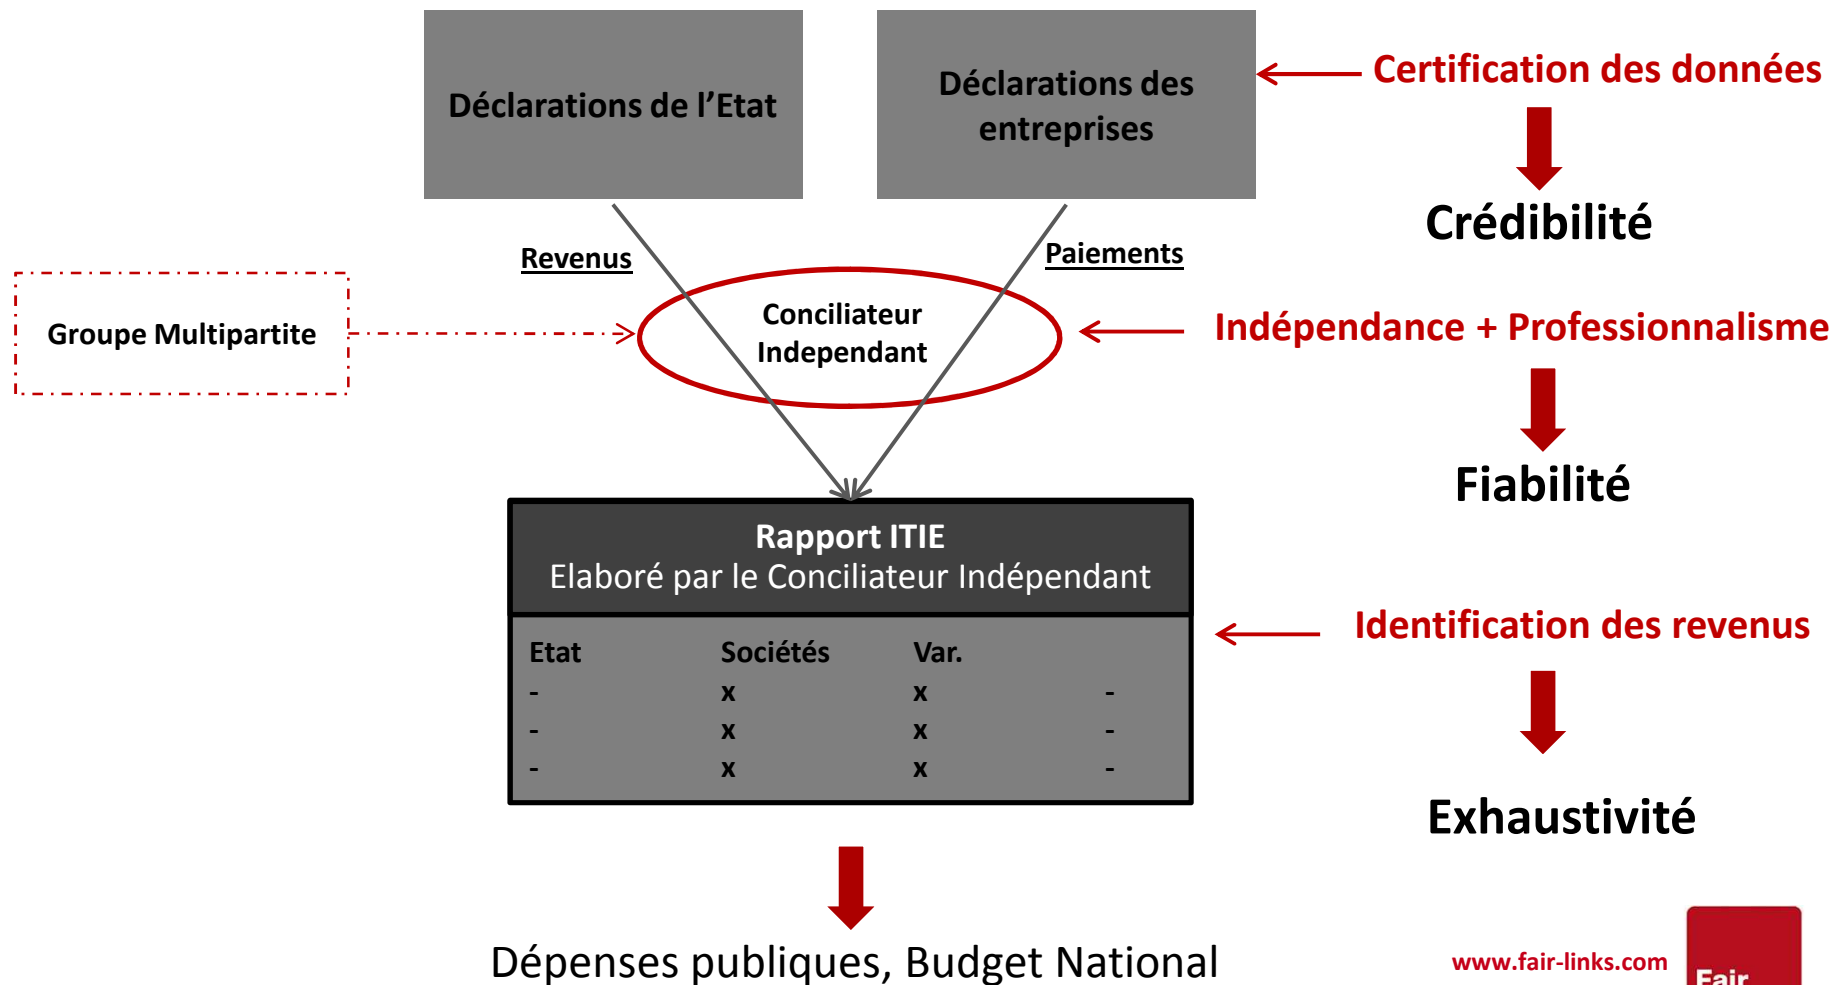 Déclarations de l’Etat
Déclarations des
entreprises
Certification des données
Crédibilité
Revenus
Paiements
Groupe Multipartite
Conciliateur
Independant
Indépendance + Professionnalisme
Fiabilité
Rapport ITIE
Elaboré par le Conciliateur Indépendant
Identification des revenus
Etat Sociétés Var.
- x x -
- x x -
- x x -
Exhaustivité
Dépenses publiques, Budget National
www.fair-links.com
Fair